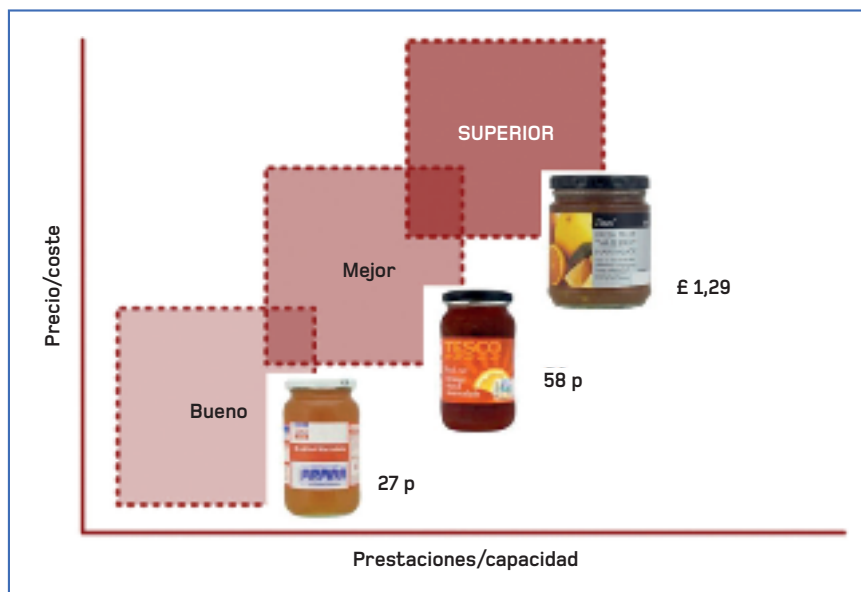 SUPERIOR
Mejor
Bueno
£ 1,29
58 p
27 p
TESCO
Precio/coste
Prestaciones/capacidad